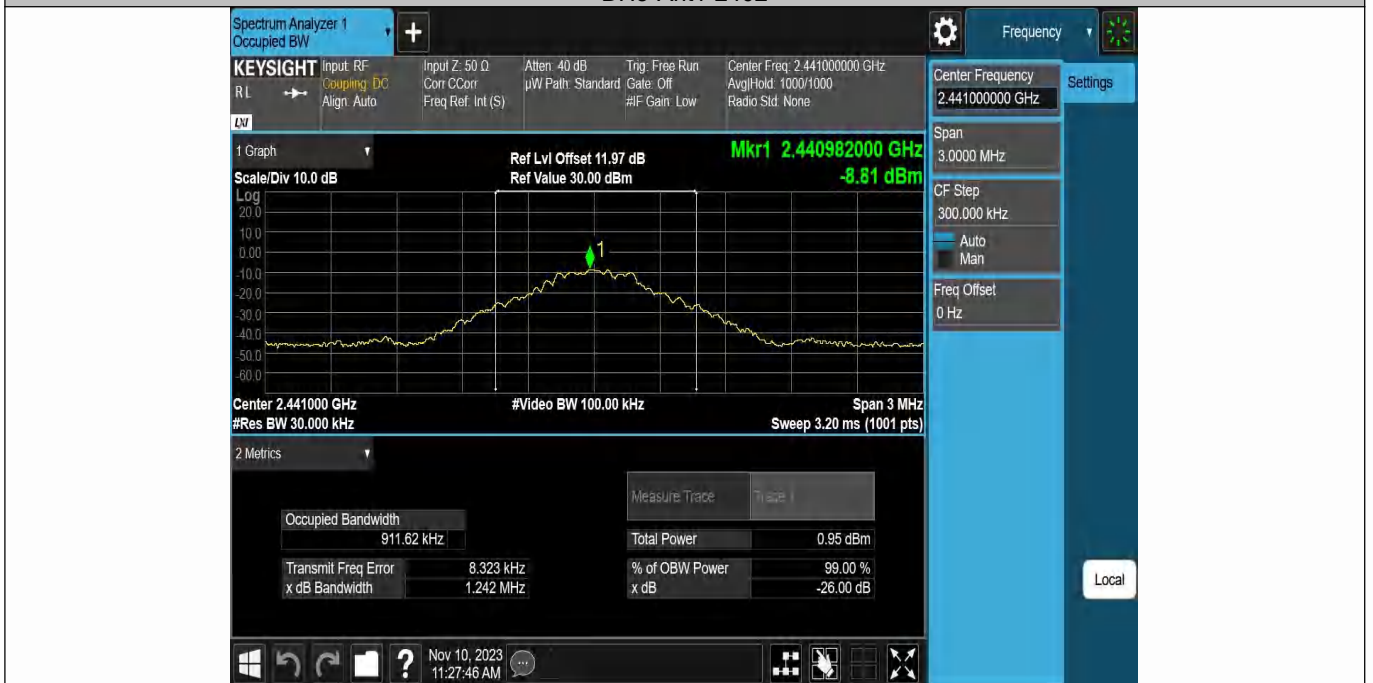 Spectrum Analyzer 1
Occupied BW
+
Frequency
KEYSIGHT
R L
LXI
Input: RF
Coupling: DC
Align: Auto
Input Z: 50 Ω
Corr CCorr
Freq Ref: Int (S)
Atten: 40 dB
µW Path: Standard
Trig: Free Run
Gate: Off
#IF Gain: Low
Center Freq: 2.441000000 GHz
Avg|Hold: 1000/1000
Radio Std: None
Center Frequency
2.441000000 GHz
Settings
Span
3.0000 MHz
CF Step
300.000 kHz
Auto
Man
Freq Offset
0 Hz
Local
1 Graph
Scale/Div 10.0 dB
Ref Lvl Offset 11.97 dB
Ref Value 30.00 dBm
Mkr1 2.440982000 GHz
-8.81 dBm
Log
20.0
10.0
0.00
-10.0
-20.0
-30.0
-40.0
-50.0
-60.0
1
Center 2.441000 GHz
#Video BW 100.00 kHz
Span 3 MHz
#Res BW 30.000 kHz
Sweep 3.20 ms (1001 pts)
2 Metrics
Measure Trace
Trace 1
Occupied Bandwidth
911.62 kHz
Total Power
0.95 dBm
Transmit Freq Error
8.323 kHz
% of OBW Power
99.00 %
x dB Bandwidth
1.242 MHz
x dB
-26.00 dB
?
Nov 10, 2023
11:27:46 AM